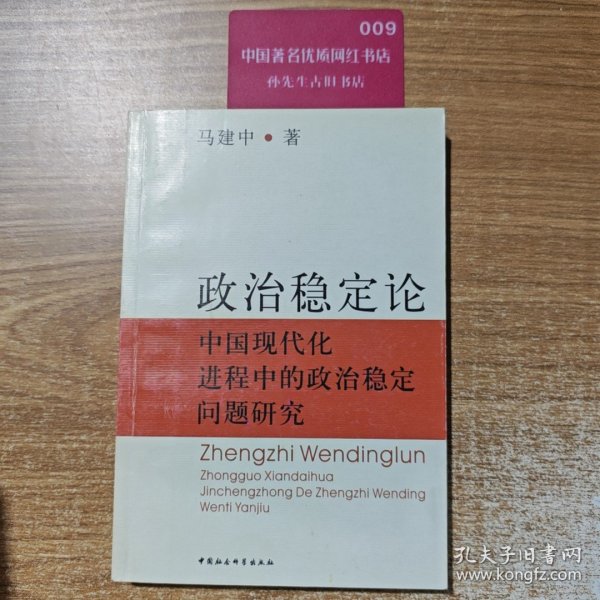 009
中国著名优质网红书店
孙先生古旧书店
马建中 • 著
政治稳定论
中国现代化
进程中的政治稳定
问题研究
Zhengzhi Wendinglun
Zhongguo Xiandaihua
Jinchengzhong De Zhengzhi Wending
Wenti Yanjiu
中国社会科学出版社
孔夫子旧书网
www.kongfz.com